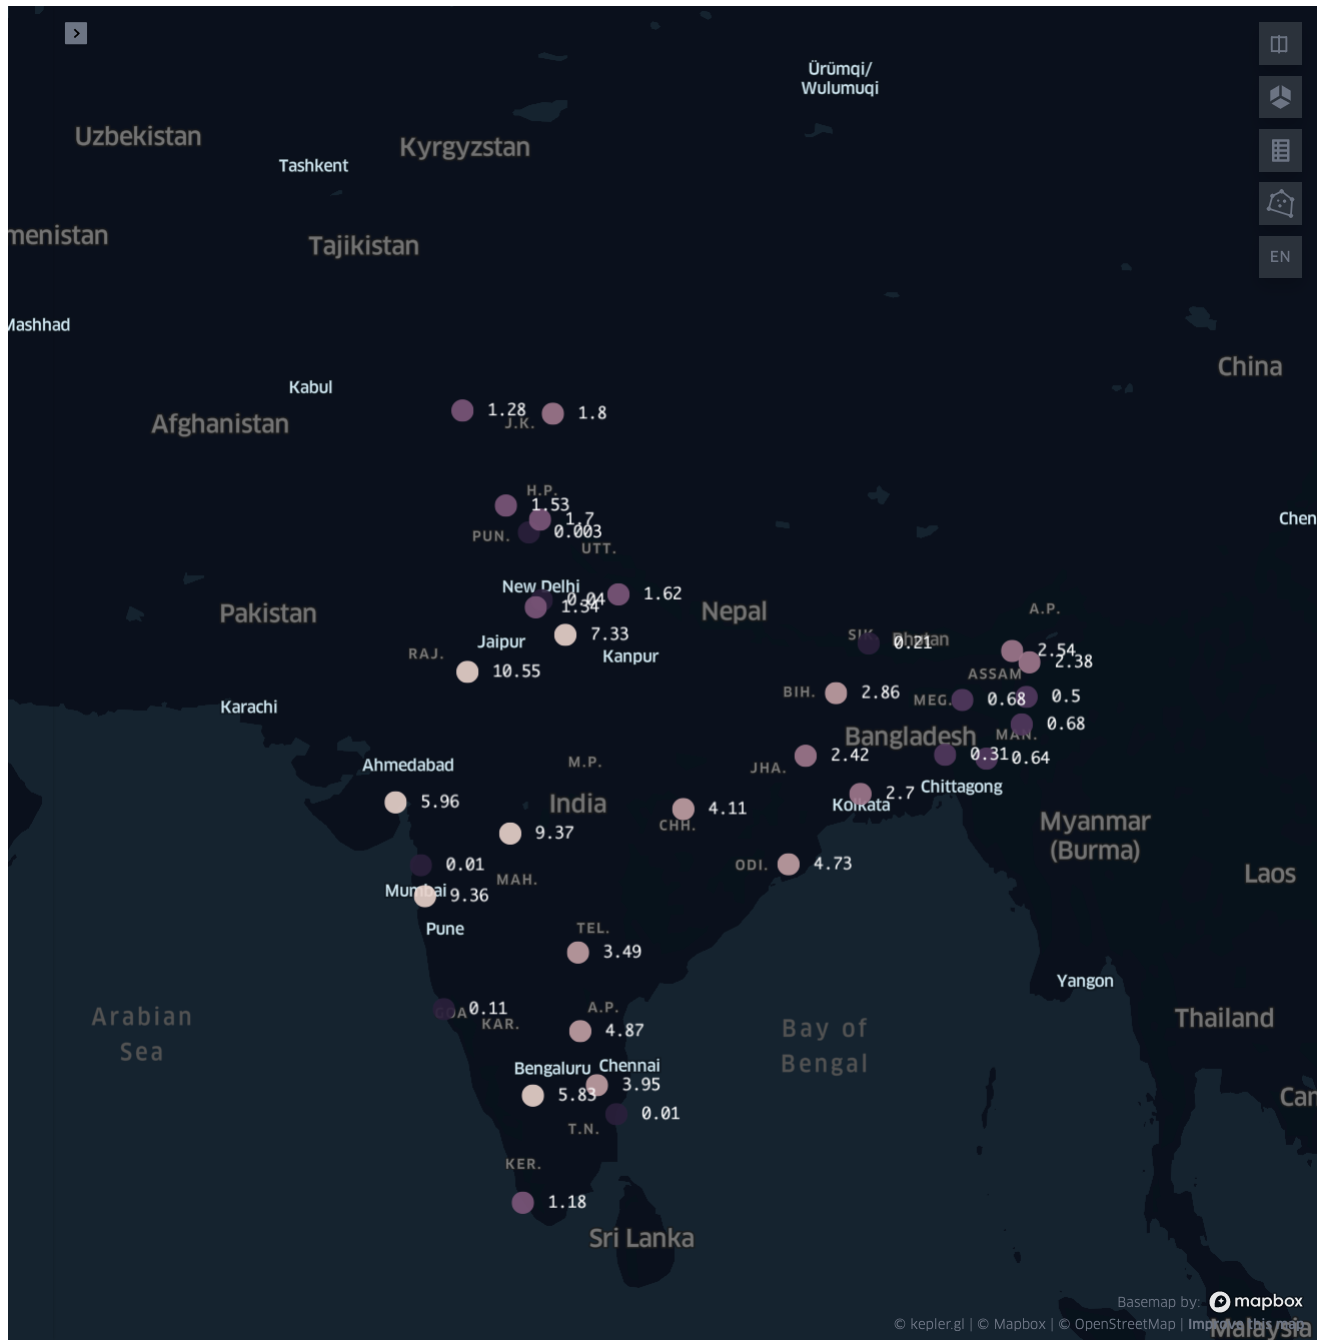 Ürümqi/
Wulumuqi
Uzbekistan
Kyrgyzstan
Tashkent
menistan
Tajikistan
EN
Mashhad
China
Kabul
Afghanistan
1.28
1.8
J.K.
H.P.
1.53
1.7
0.003
PUN.
UTT.
Chen
New Delhi
0.04
1.34
1.62
Pakistan
Nepal
A.P.
7.33
SIK.
Bhutan
0.21
Jaipur
Kanpur
RAJ.
2.54
2.38
10.55
ASSAM
BIH.
2.86
MEG.
0.68
0.5
Karachi
0.68
Bangladesh
MAN.
2.42
0.31
0.64
Ahmedabad
M.P.
JHA.
Chittagong
5.96
India
4.11
2.7
Kolkata
CHH.
Myanmar
(Burma)
9.37
0.01
ODI.
4.73
Laos
MAH.
Mumbai
9.36
Pune
TEL.
3.49
Yangon
Arabian
Sea
GOA
0.11
KAR.
A.P.
4.87
Bay of
Bengal
Thailand
Bengaluru
Chennai
3.95
5.83
0.01
Can
T.N.
KER.
1.18
Sri Lanka
Basemap by: mapbox
© kepler.gl | © Mapbox | © OpenStreetMap | Improve this map
Malaysia